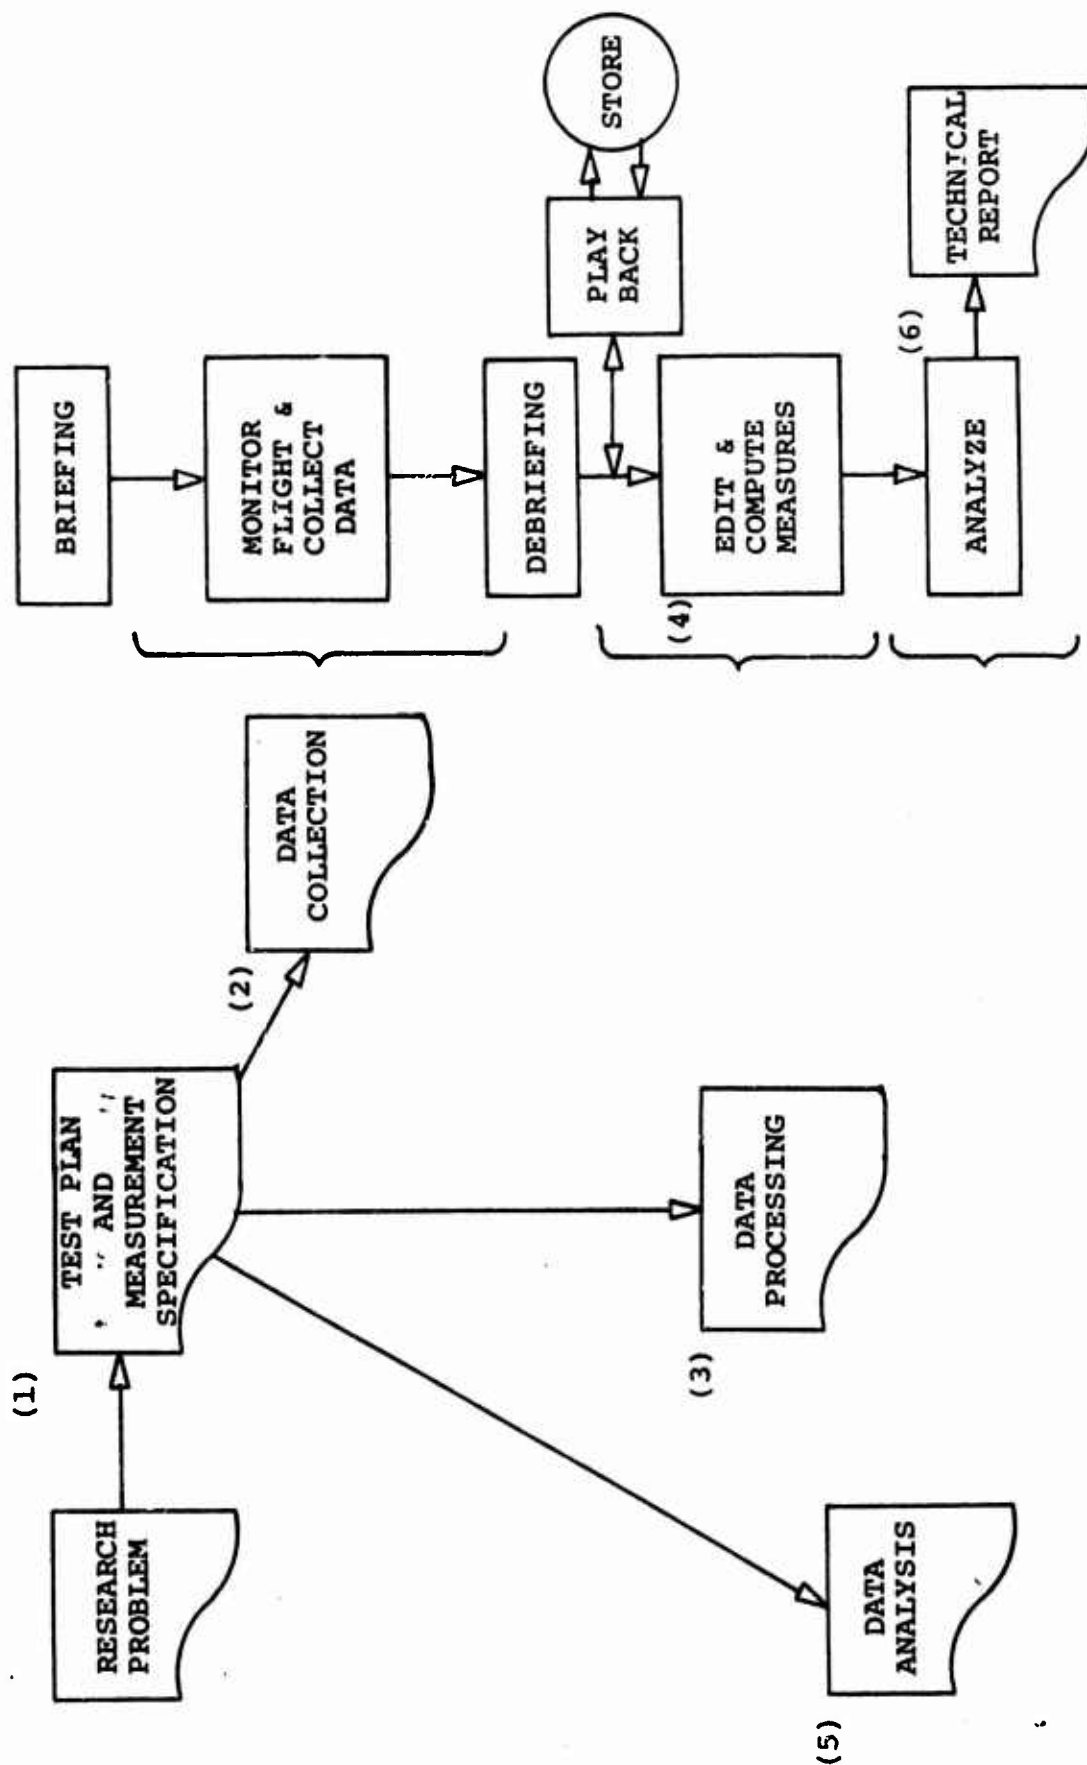 (1)
RESEARCH
PROBLEM
TEST PLAN
AND
MEASUREMENT
SPECIFICATION
(2)
DATA
COLLECTION
(3)
DATA
PROCESSING
(5)
DATA
ANALYSIS
BRIEFING
MONITOR
FLIGHT &
COLLECT
DATA
DEBRIEFING
PLAY
BACK
STORE
(4)
EDIT &
COMPUTE
MEASURES
ANALYZE
(6)
TECHNICAL
REPORT